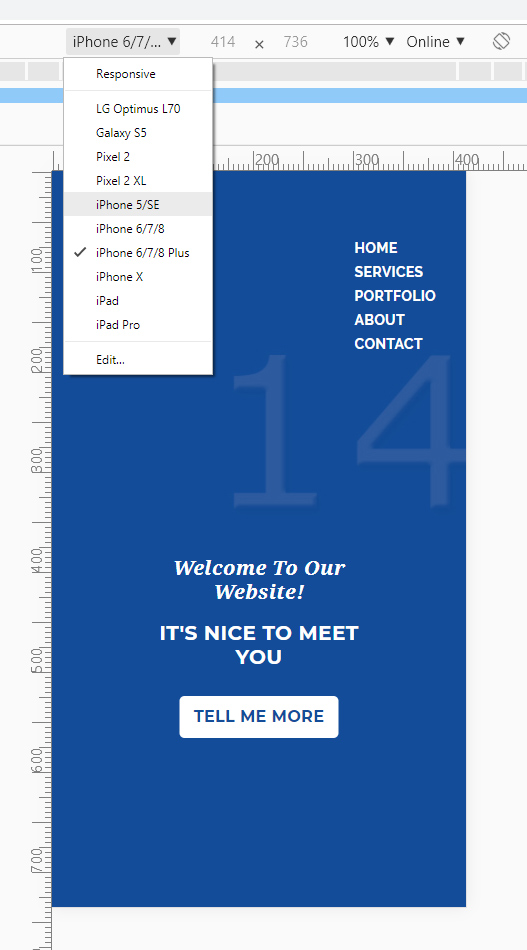 iPhone 6/7/... ▼ 414 × 736 100% ▼ Online ▼
Responsive
LG Optimus L70
Galaxy S5
Pixel 2
Pixel 2 XL
iPhone 5/SE
iPhone 6/7/8
✓ iPhone 6/7/8 Plus
iPhone X
iPad
iPad Pro
Edit...
200 300 400
100
200
300
400
500
600
700
HOME
SERVICES
PORTFOLIO
ABOUT
CONTACT
14
Welcome To Our
Website!
IT'S NICE TO MEET
YOU
TELL ME MORE